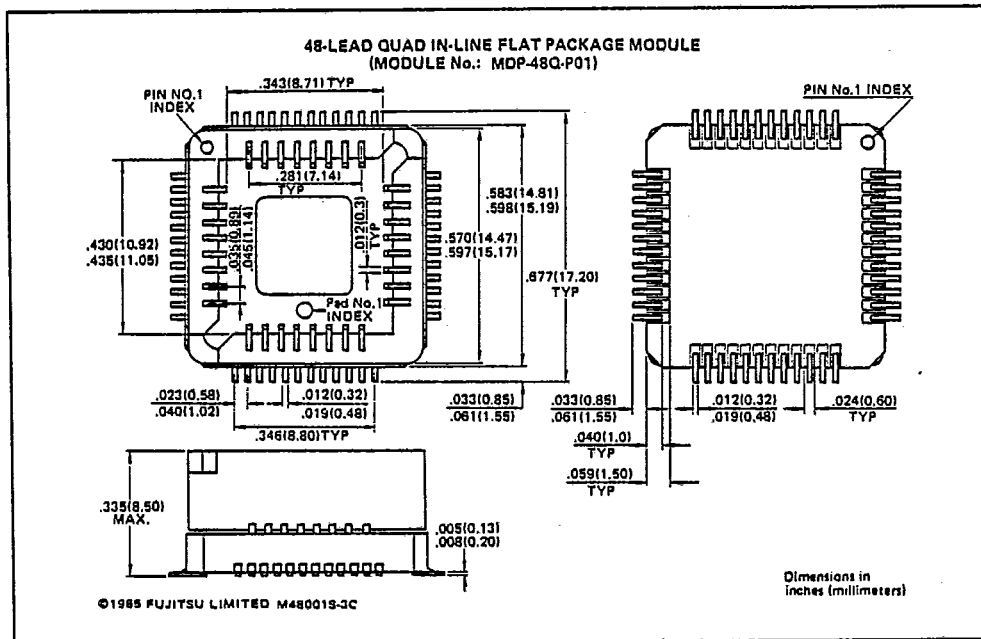 48-LEAD QUAD IN-LINE FLAT PACKAGE MODULE
(MODULE No.: MDP-48Q-P01)
.343(8.71) TYP
PIN NO.1
INDEX
.281(7.14)
TYP
.430(10.92)
.435(11.05)
.035(0.89)
.045(1.14)
.012(0.3)
TYP
Pad No.1
INDEX
.583(14.81)
.598(15.19)
.570(14.47)
.597(15.17)
.677(17.20)
TYP
.023(0.58)
.040(1.02)
.012(0.32)
.019(0.48)
.346(8.80)TYP
.033(0.85)
.061(1.55)
PIN No.1 INDEX
.033(0.85)
.061(1.55)
.012(0.32)
.019(0.48)
.024(0.60)
TYP
.040(1.0)
TYP
.059(1.50)
TYP
.335(8.50)
MAX.
.005(0.13)
.008(0.20)
©1985 FUJITSU LIMITED M48001S-3C
Dimensions in
inches (millimeters)